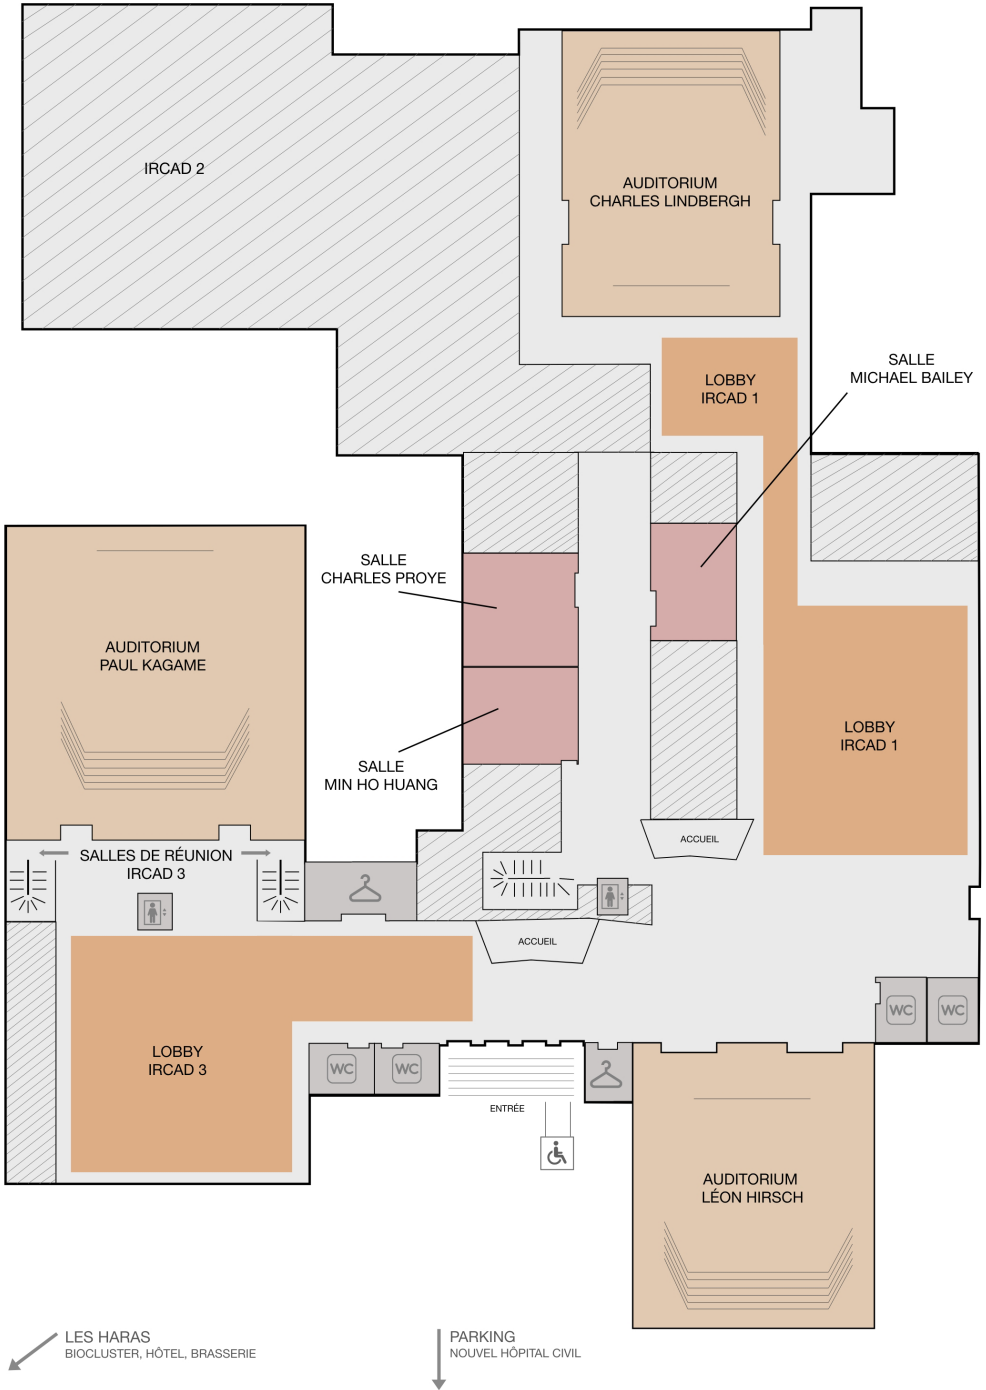 IRCAD 2
AUDITORIUM
CHARLES LINDBERGH
SALLE
MICHAEL BAILEY
LOBBY
IRCAD 1
SALLE
CHARLES PROYE
AUDITORIUM
PAUL KAGAME
LOBBY
IRCAD 1
SALLE
MIN HO HUANG
ACCUEIL
SALLES DE RÉUNION
IRCAD 3
ACCUEIL
WC
WC
LOBBY
IRCAD 3
WC
WC
ENTRÉE
AUDITORIUM
LÉON HIRSCH
LES HARAS
BIOCLUSTER, HÔTEL, BRASSERIE
PARKING
NOUVEL HÔPITAL CIVIL